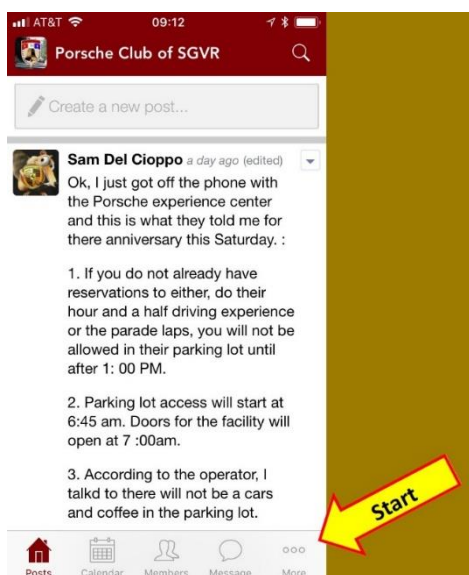 AT&T 09:12
Porsche Club of SGVR
Create a new post...
Sam Del Cioppo a day ago (edited)
Ok, I just got off the phone with
the Porsche experience center
and this is what they told me for
there anniversary this Saturday. :
1. If you do not already have
reservations to either, do their
hour and a half driving experience
or the parade laps, you will not be
allowed in their parking lot until
after 1: 00 PM.
2. Parking lot access will start at
6:45 am. Doors for the facility will
open at 7 :00am.
3. According to the operator, I
talkd to there will not be a cars
and coffee in the parking lot.
Start
Posts Calendar Members Message More